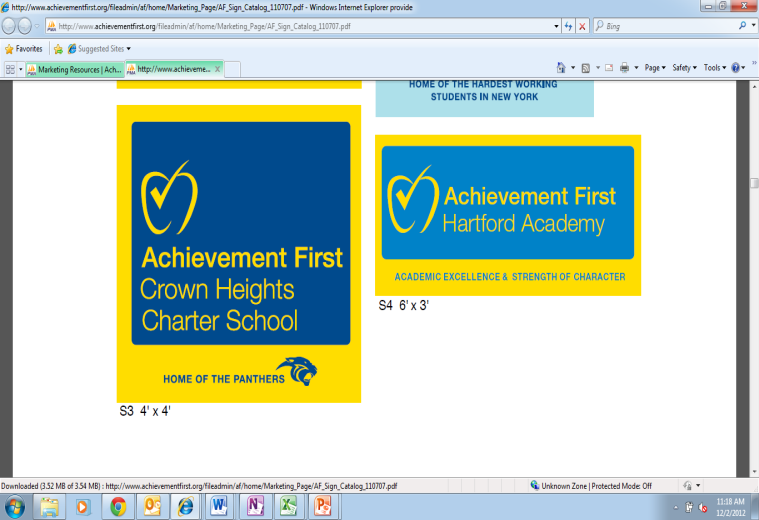 http://www.achievementfirst.org/fileadmin/af/home/Marketing_Page/AF_Sign_Catalog_110707.pdf - Windows Internet Explorer provide
http://www.achievementfirst.org/fileadmin/af/home/Marketing_Page/AF_Sign_Catalog_110707.pdf
Bing
Favorites
Suggested Sites
Marketing Resources | Ach...
http://www.achieveme...
Page
Safety
Tools
HOME OF THE HARDEST WORKING
STUDENTS IN NEW YORK
Achievement First
Crown Heights
Charter School
HOME OF THE PANTHERS
S3 4' x 4'
Achievement First
Hartford Academy
ACADEMIC EXCELLENCE & STRENGTH OF CHARACTER
S4 6' x 3'
Downloaded (3.52 MB of 3.54 MB) : http://www.achievementfirst.org/fileadmin/af/home/Marketing_Page/AF_Sign_Catalog_110707.pdf
Unknown Zone | Protected Mode: Off
11:18 AM
12/2/2012